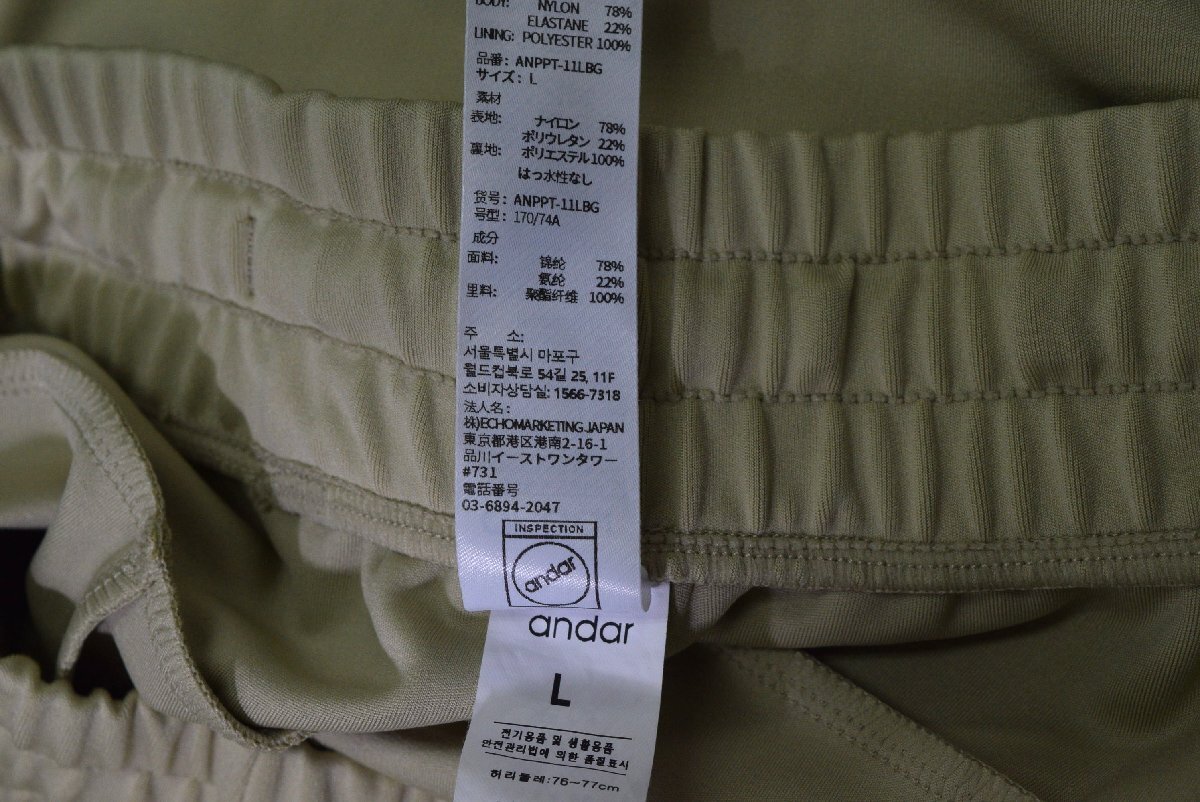 BODY: NYLON 78%
ELASTANE 22%
LINING: POLYESTER 100%
品番: ANPPT-11LBG
サイズ: L
素材
表地: ナイロン 78%
ポリウレタン 22%
裏地: ポリエステル 100%
はっ水性なし
货号: ANPPT-11LBG
号型: 170/74A
成分
面料: 锦纶 78%
氨纶 22%
里料: 聚酯纤维 100%
주 소:
서울특별시 마포구
월드컵북로 54길 25, 11F
소비자상담실: 1566-7318
法人名:
株)ECHOMARKETING JAPAN
東京都港区港南2-16-1
品川イーストワンタワー
#731
電話番号
03-6894-2047
INSPECTION
andar
andar
L
전기용품 및 생활용품
안전관리법에 의한 품질표시
허리둘레:76~77cm